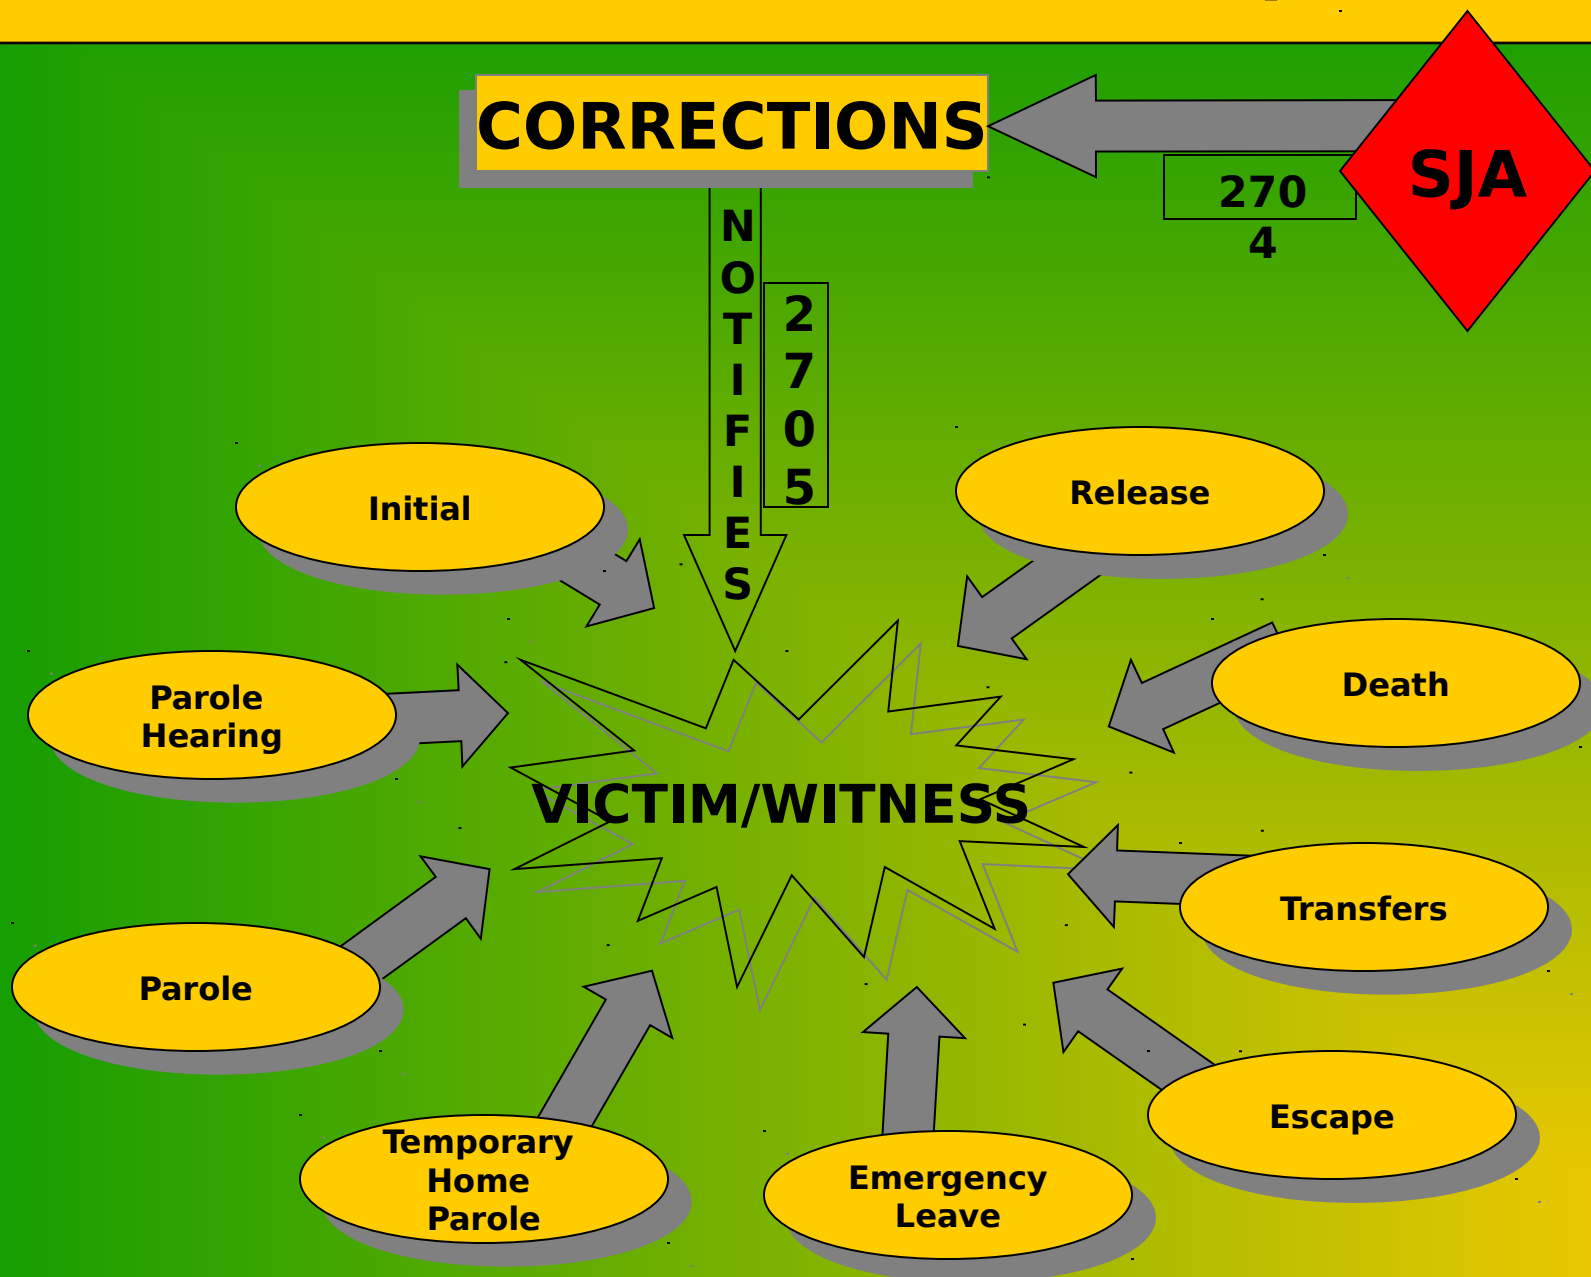 CORRECTIONS
SJA
270
4
N
O
T
I
F
I
E
S
2
7
0
5
Initial
Release
Parole
Hearing
Death
VICTIM/WITNESS
Parole
Transfers
Temporary
Home
Parole
Emergency
Leave
Escape